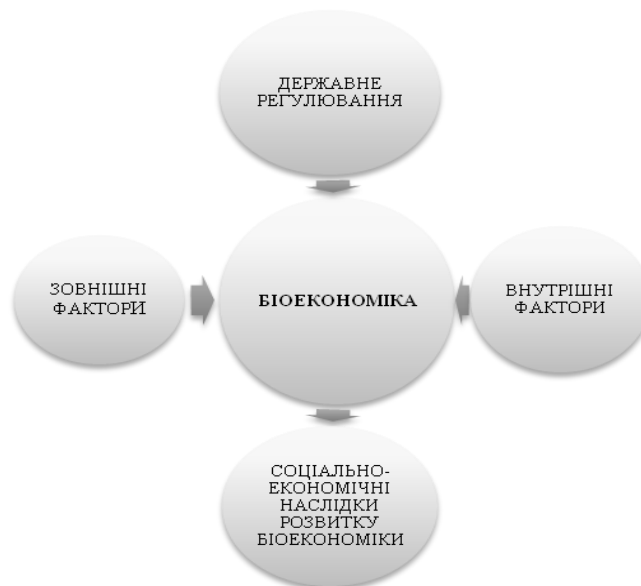 ДЕРЖАВНЕ
РЕГУЛЮВАННЯ
ЗОВНІШНІ
ФАКТОРИ
БІОЕКОНОМІКА
ВНУТРІШНІ
ФАКТОРИ
СОЦІАЛЬНО-
ЕКОНОМІЧНІ
НАСЛІДКИ
РОЗВИТКУ
БІОЕКОНОМІКИ